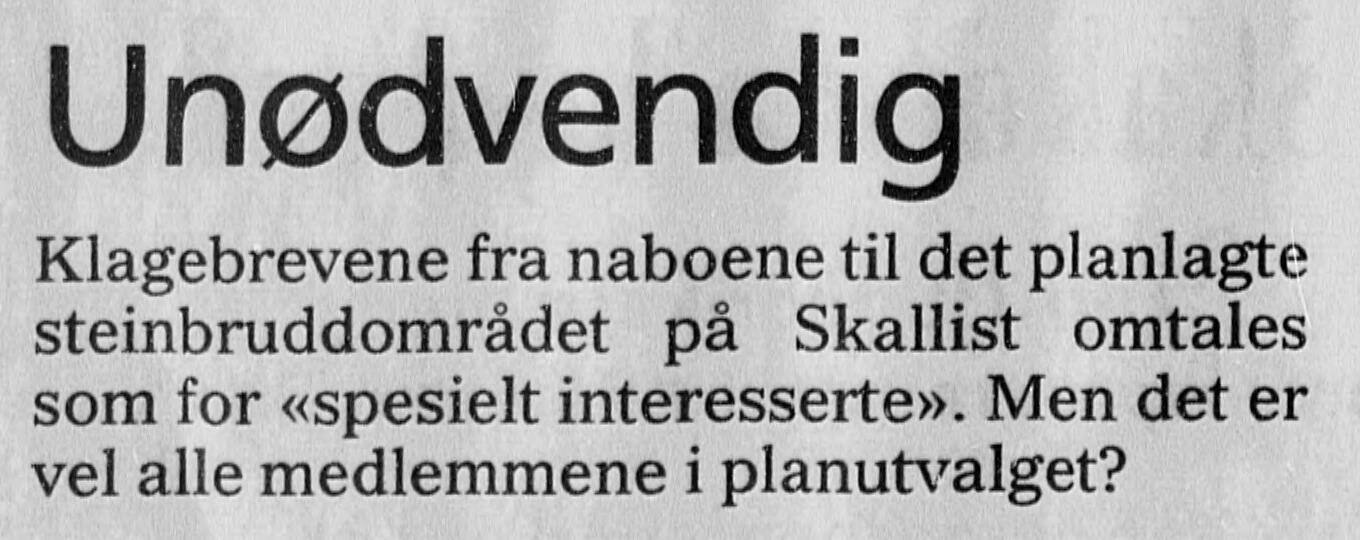 Unødvendig
Klagebrevene fra naboene til det planlagte
steinbruddområdet på Skallist omtales
som for «spesielt interesserte». Men det er
vel alle medlemmene i planutvalget?